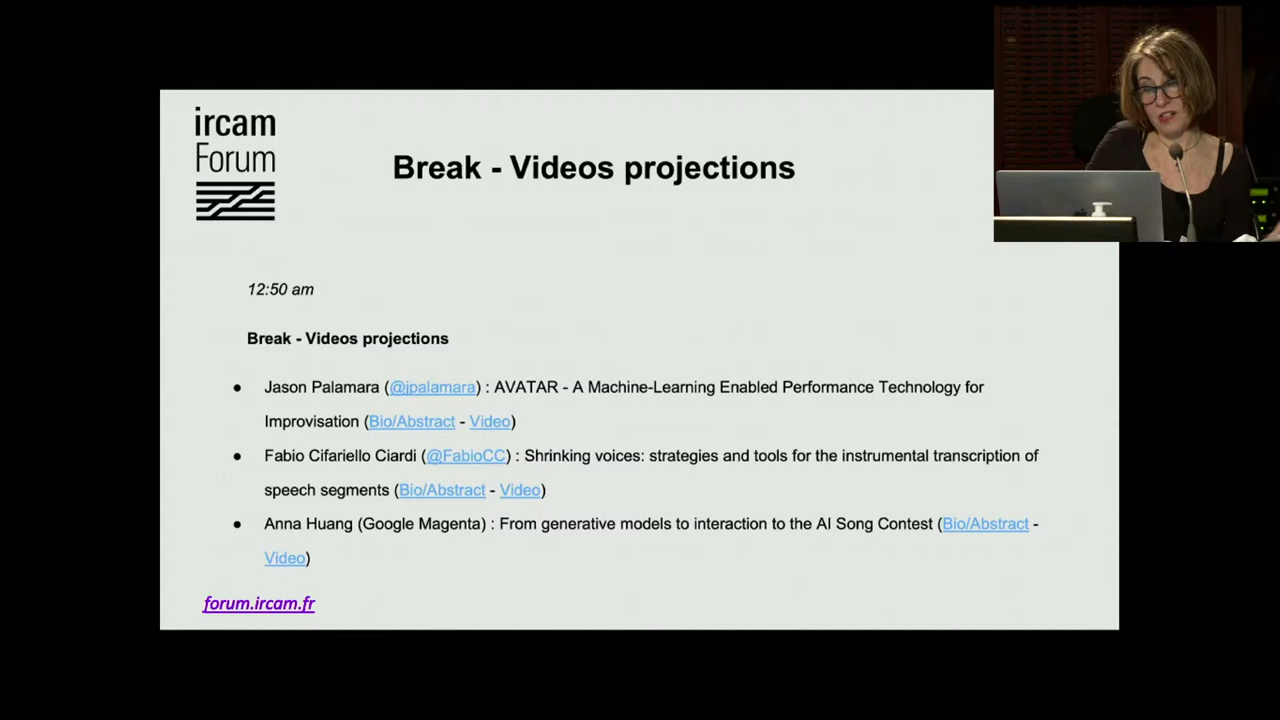 ircam
Forum
Break - Videos projections
12:50 am
Break - Videos projections
● Jason Palamara (@jpalamara) : AVATAR - A Machine-Learning Enabled Performance Technology for
Improvisation (Bio/Abstract - Video)
● Fabio Cifariello Ciardi (@FabioCC) : Shrinking voices: strategies and tools for the instrumental transcription of
speech segments (Bio/Abstract - Video)
● Anna Huang (Google Magenta) : From generative models to interaction to the AI Song Contest (Bio/Abstract -
Video)
forum.ircam.fr